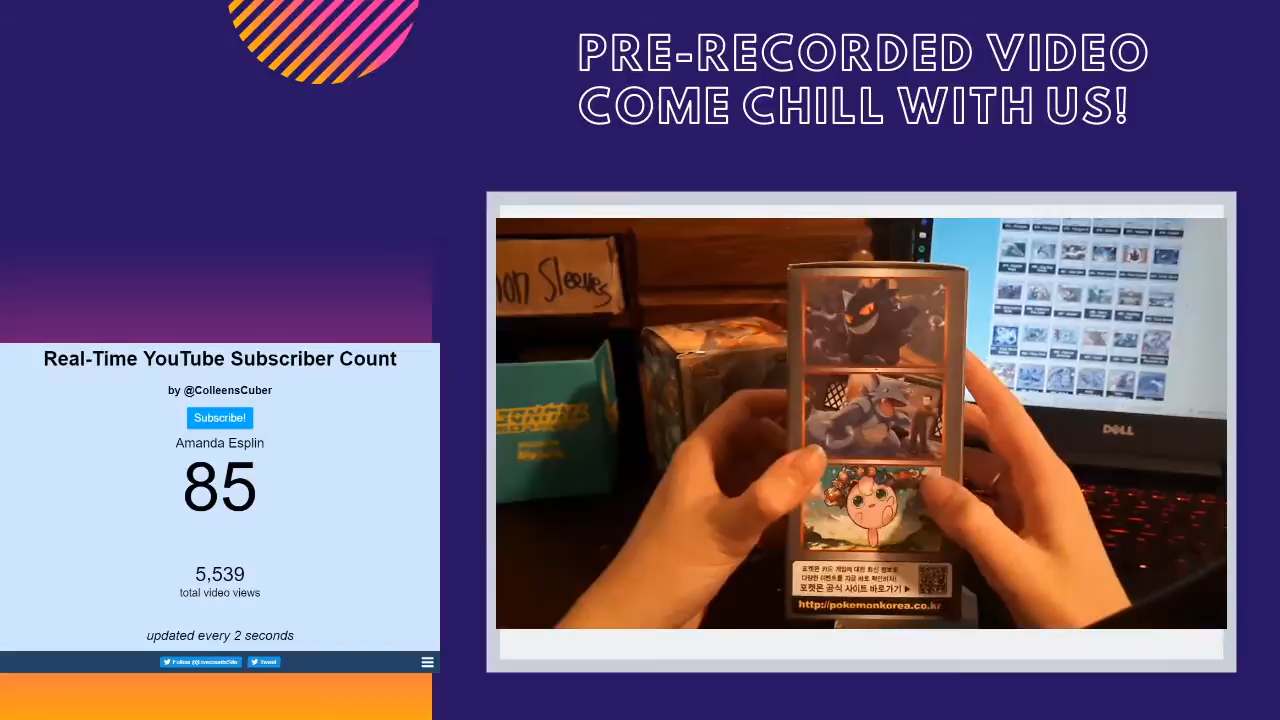 PRE-RECORDED VIDEO
COME CHILL WITH US!
Real-Time YouTube Subscriber Count
by @ColleensCuber
Subscribe!
Amanda Esplin
85
5,539
total video views
updated every 2 seconds
Follow @LivecountsSite
Tweet
Sleeves
DELL
포켓몬 카드 게임에 대한 최신 정보와
다양한 이벤트를 지금 바로 확인하자!
포켓몬 공식 사이트 바로가기 ▶
http://pokemonkorea.co.kr